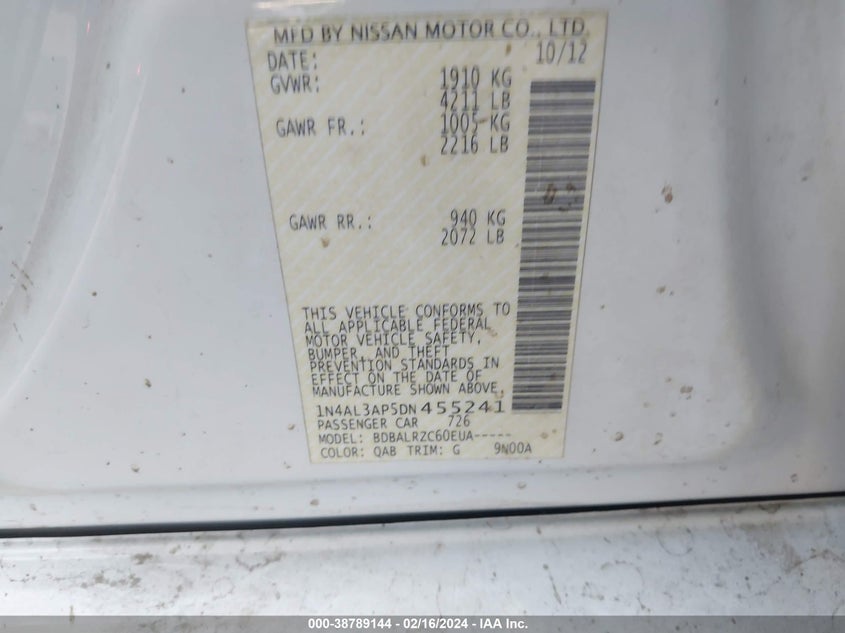 MFD BY NISSAN MOTOR CO., LTD.
DATE: 10/12
GVWR: 1910 KG
4211 LB
GAWR FR.: 1005 KG
2216 LB
GAWR RR.: 940 KG
2072 LB
THIS VEHICLE CONFORMS TO
ALL APPLICABLE FEDERAL
MOTOR VEHICLE SAFETY,
BUMPER, AND THEFT
PREVENTION STANDARDS IN
EFFECT ON THE DATE OF
MANUFACTURE SHOWN ABOVE.
1N4AL3AP5DN455241
PASSENGER CAR 726
MODEL: BDBALRZC60EUA-----
COLOR: QAB TRIM: G 9N00A
000-38789144 - 02/16/2024 - IAA Inc.